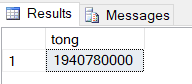 Results Messages
tong
1 1940780000